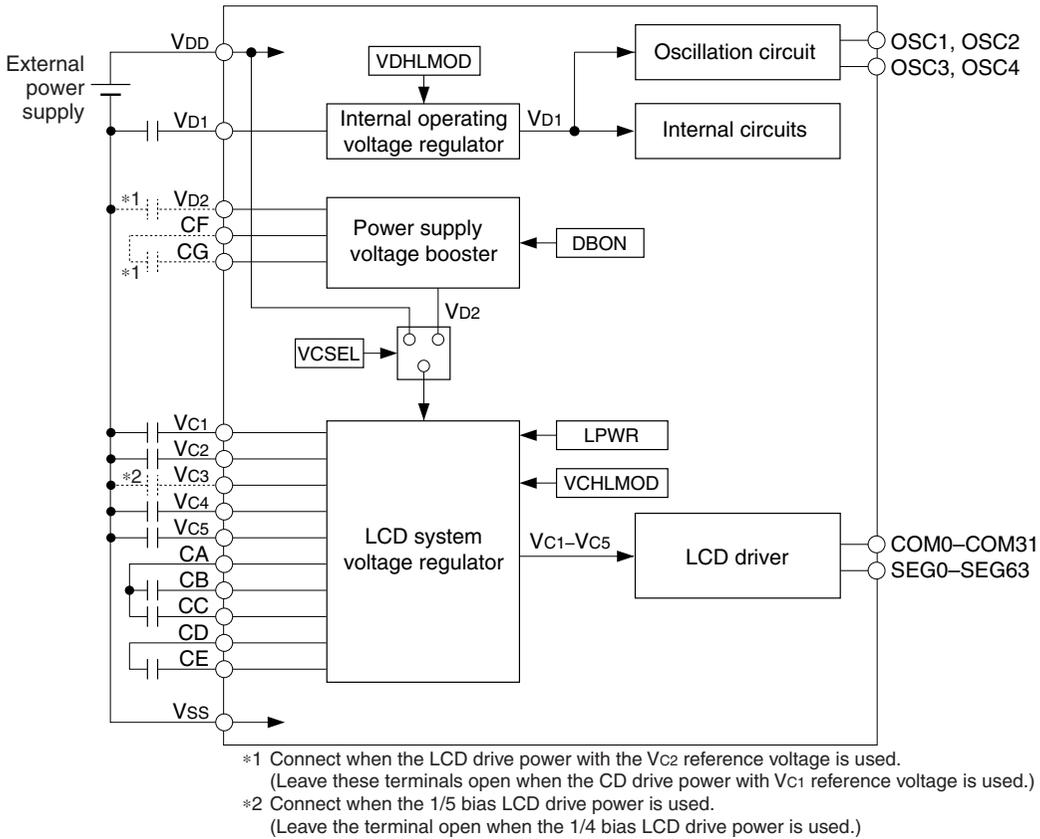 External
power
supply
VDD
VDHLMOD
Oscillation circuit
OSC1, OSC2
OSC3, OSC4
VD1
Internal operating
voltage regulator
VD1
Internal circuits
*1
VD2
CF
CG
*1
Power supply
voltage booster
DBON
VD2
VCSEL
VC1
VC2
*2
VC3
VC4
VC5
CA
CB
CC
CD
CE
LCD system
voltage regulator
LPWR
VCHLMOD
VC1–VC5
LCD driver
COM0–COM31
SEG0–SEG63
VSS
*1 Connect when the LCD drive power with the VC2 reference voltage is used.
(Leave these terminals open when the CD drive power with VC1 reference voltage is used.)
*2 Connect when the 1/5 bias LCD drive power is used.
(Leave the terminal open when the 1/4 bias LCD drive power is used.)